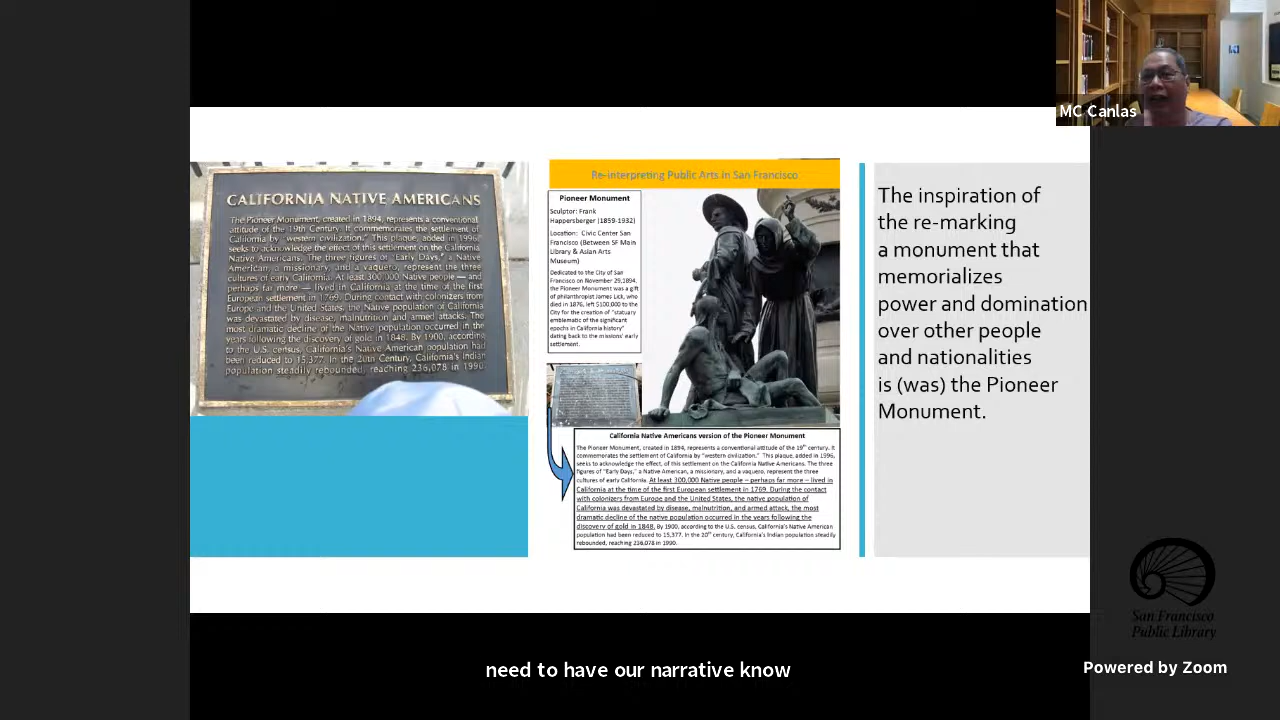 MC Canlas
CALIFORNIA NATIVE AMERICANS
The Pioneer Monument, created in 1894, represents a conventional
attitude of the 19th Century. It commemorates the settlement of
California by "western civilization." This plaque, added in 1996,
seeks to acknowledge the effect of this settlement on the California
Native Americans. The three figures of "Early Days," a Native
American, a missionary, and a vaquero, represent the three
cultures of early California. At least 300,000 Native people — and
perhaps far more — lived in California at the time of the first
European settlement in 1769. During contact with colonizers from
Europe and the United States, the Native population of California
was devastated by disease, malnutrition and armed attacks. The
most dramatic decline of the Native population occurred in the
years following the discovery of gold in 1848. By 1900, according
to the U.S. census, California's Native American population had
been reduced to 15,377. In the 20th Century, California's Indian
population steadily rebounded, reaching 236,078 in 1990
Re-interpreting Public Arts in San Francisco
Pioneer Monument
Sculptor: Frank
Happersberger (1859-1932)
Location: Civic Center San
Francisco (Between SF Main
Library & Asian Arts
Museum)
Dedicated to the City of San
Francisco on November 29,1894,
the Pioneer Monument was a gift
of philanthropist James Lick, who
died in 1876, left $100,000 to the
City for the creation of "statuary
emblematic of the significant
epochs in California history"
dating back to the missions' early
settlement.
California Native Americans version of the Pioneer Monument
The Pioneer Monument, created in 1894, represents a conventional attitude of the 19th century. It
commemorates the settlement of California by "western civilization." This plaque, added in 1996,
seeks to acknowledge the effect, of this settlement on the California Native Americans. The three
figures of "Early Days," a Native American, a missionary, and a vaquero, represent the three
cultures of early California. At least 300,000 Native people – perhaps far more – lived in
California at the time of the first European settlement in 1769. During the contact
with colonizers from Europe and the United States, the native population of
California was devastated by disease, malnutrition, and armed attack, the most
dramatic decline of the native population occurred in the years following the
discovery of gold in 1848. By 1900, according to the U.S. census, California's Native American
population had been reduced to 15,377. In the 20th century, California's Indian population steadily
rebounded, reaching 236,078 in 1990.
The inspiration of
the re-marking
a monument that
memorializes
power and domination
over other people
and nationalities
is (was) the Pioneer
Monument.
San Francisco
Public Library
need to have our narrative know
Powered by Zoom